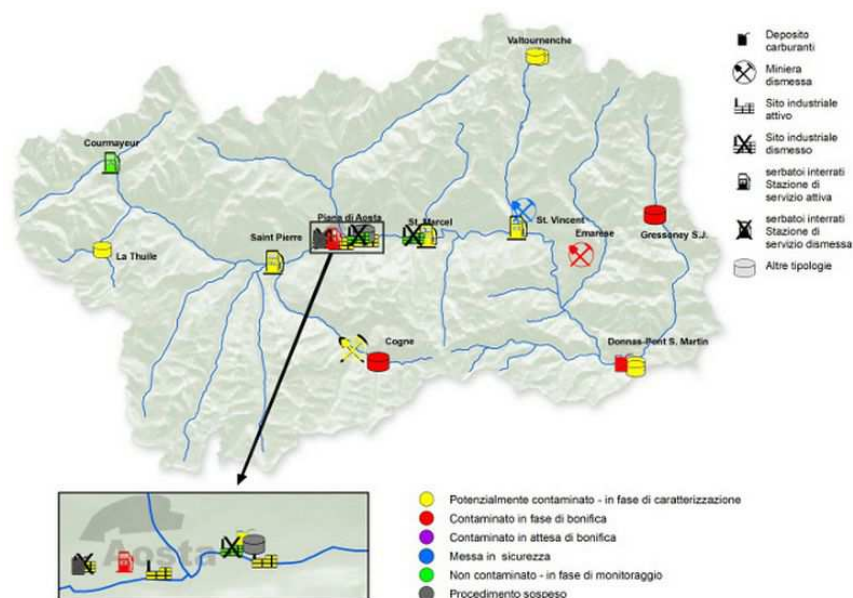 Valtournenche
Courmayeur
Piana di Aosta
St. Marcel
St. Vincent
Saint Pierre
Emarese
Gressoney S.J.
La Thuile
Cogne
Donnas-Pont S. Martin
Deposito
carburanti
Miniera
dismessa
Sito industriale
attivo
Sito industriale
dismesso
serbatoi interrati
Stazione di
servizio attiva
serbatoi interrati
Stazione di
servizio dismessa
Altre tipologie
Aosta
Potenzialmente contaminato - in fase di caratterizzazione
Contaminato in fase di bonifica
Contaminato in attesa di bonifica
Messa in sicurezza
Non contaminato - in fase di monitoraggio
Procedimento sospeso